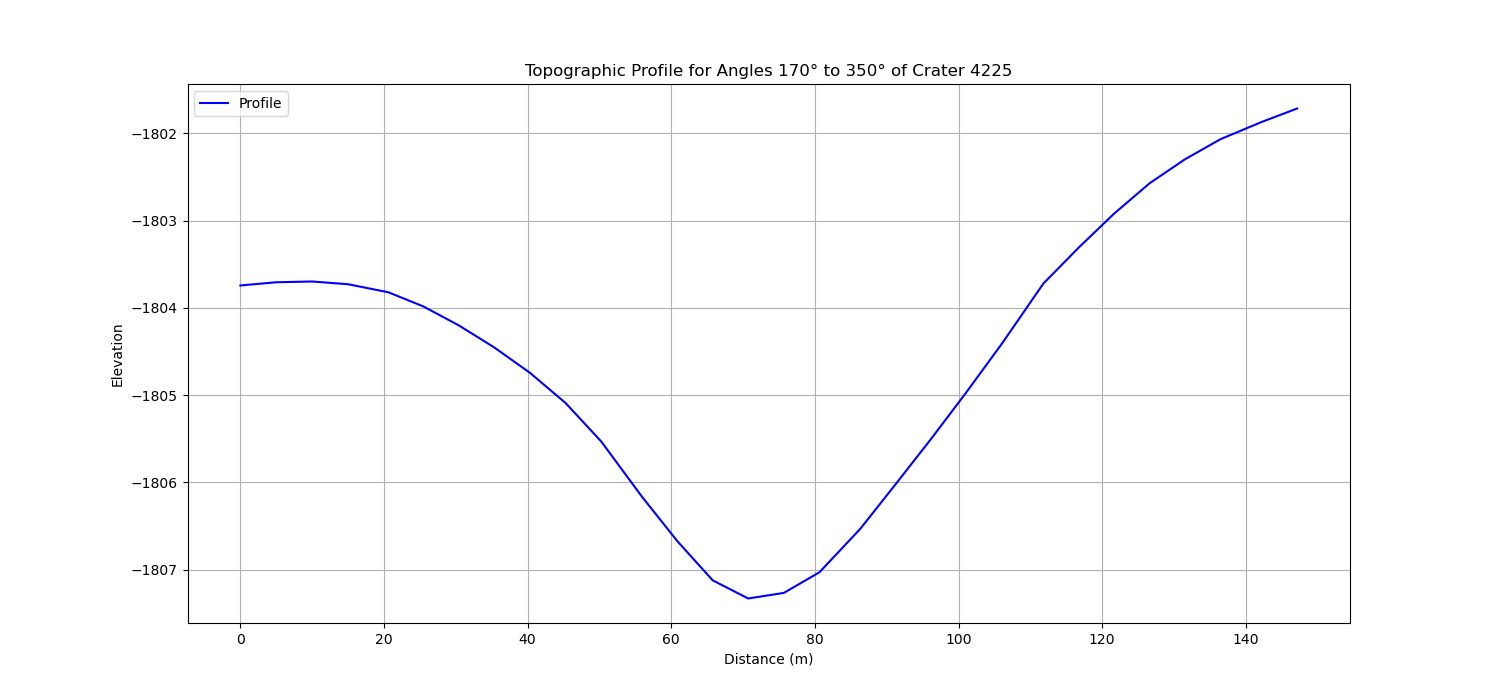 Topographic Profile for Angles 170° to 350° of Crater 4225
Profile
−1802
−1803
−1804
−1805
−1806
−1807
Elevation
0 20 40 60 80 100 120 140
Distance (m)